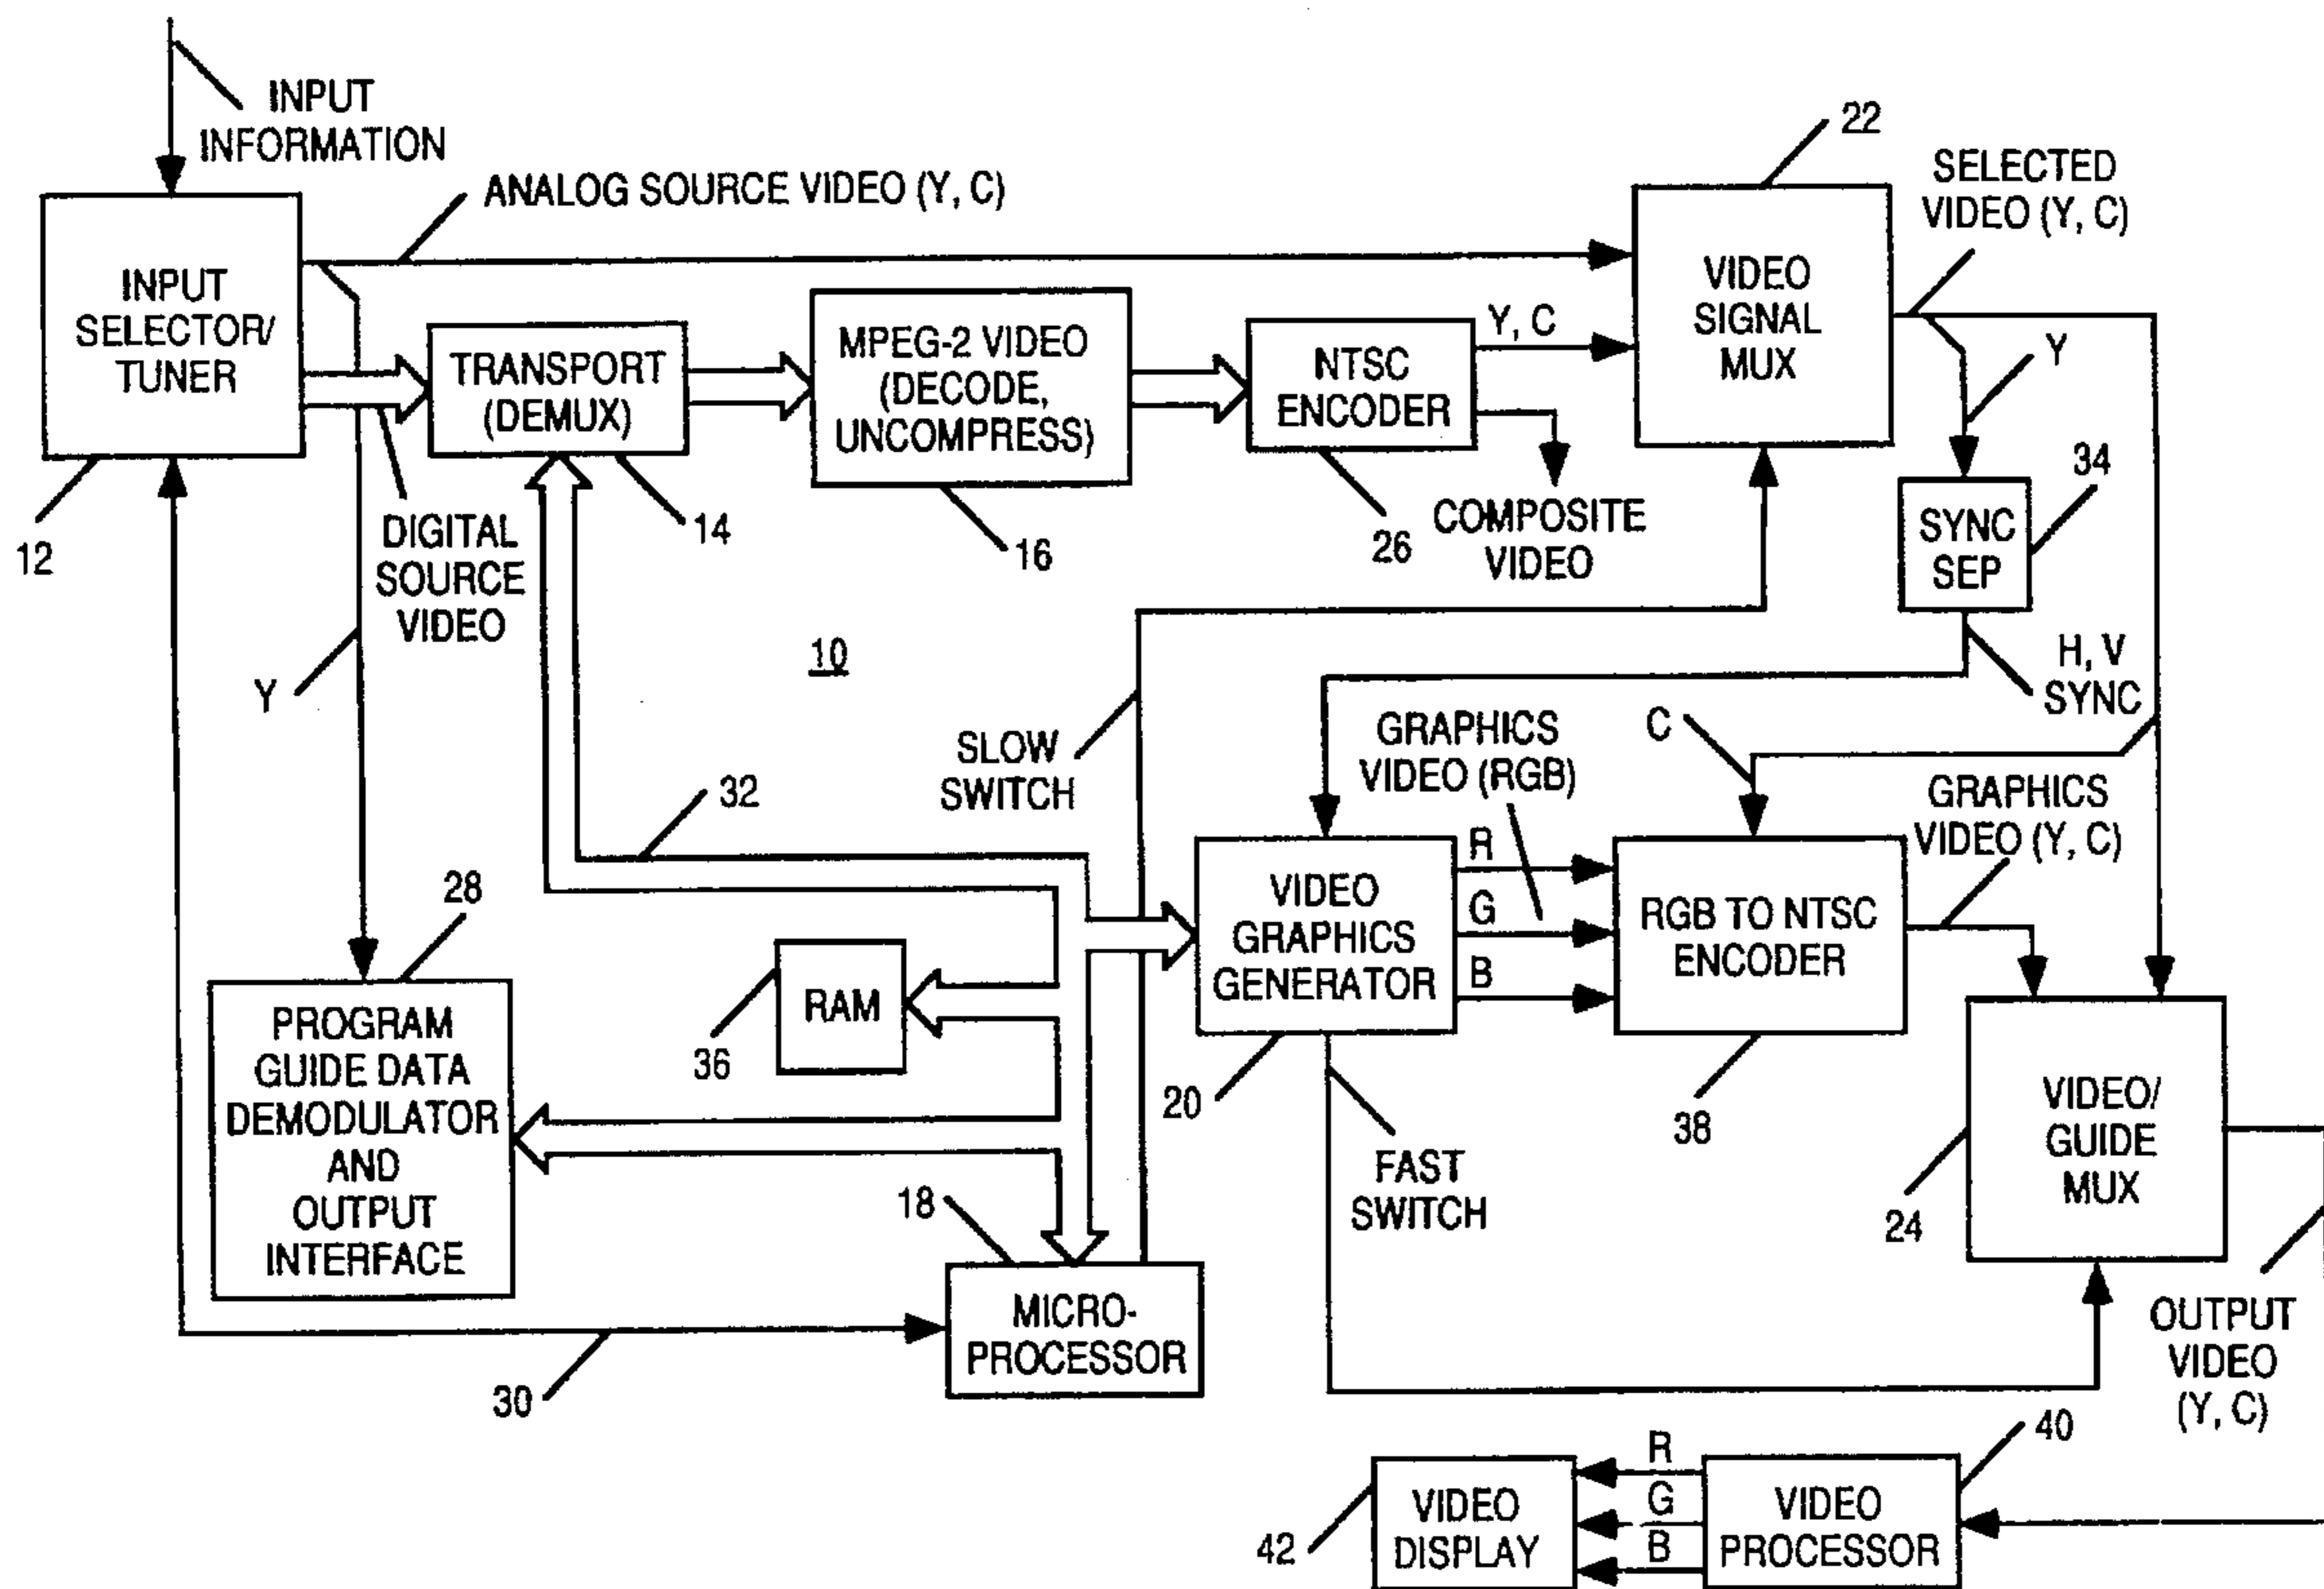 INPUT
INFORMATION
ANALOG SOURCE VIDEO (Y, C)
22
SELECTED
VIDEO (Y, C)
INPUT
SELECTOR/
TUNER
12
TRANSPORT
(DEMUX)
14
MPEG-2 VIDEO
(DECODE,
UNCOMPRESS)
16
NTSC
ENCODER
26
Y, C
COMPOSITE
VIDEO
VIDEO
SIGNAL
MUX
Y
34
SYNC
SEP
H, V
SYNC
DIGITAL
SOURCE
VIDEO
Y
10
SLOW
SWITCH
32
GRAPHICS
VIDEO (RGB)
C
GRAPHICS
VIDEO (Y, C)
28
PROGRAM
GUIDE DATA
DEMODULATOR
AND
OUTPUT
INTERFACE
RAM
36
VIDEO
GRAPHICS
GENERATOR
20
R
G
B
RGB TO NTSC
ENCODER
38
FAST
SWITCH
VIDEO/
GUIDE
MUX
24
18
MICRO-
PROCESSOR
30
OUTPUT
VIDEO
(Y, C)
40
VIDEO
PROCESSOR
R
G
B
VIDEO
DISPLAY
42